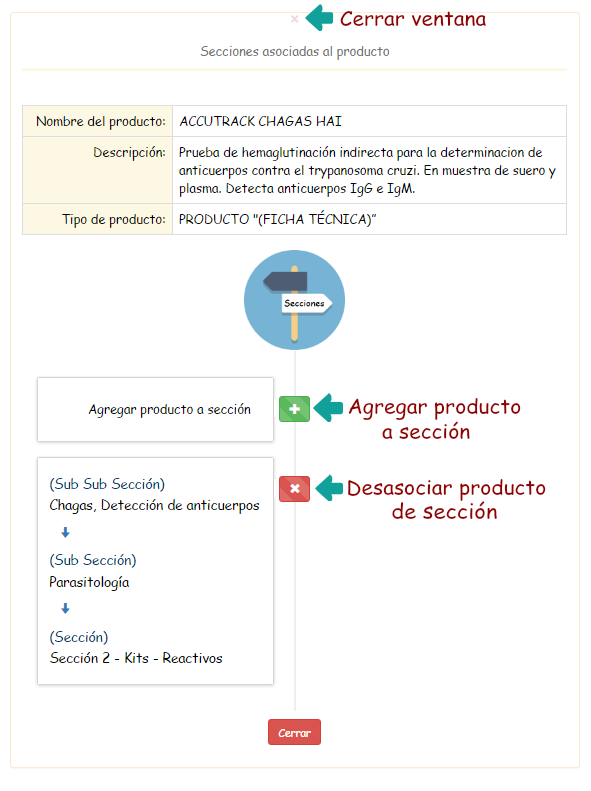 × Cerrar ventana
Secciones asociadas al producto
Nombre del producto: ACCUTRACK CHAGAS HAI
Descripción: Prueba de hemaglutinación indirecta para la determinacion de
anticuerpos contra el trypanosoma cruzi. En muestra de suero y
plasma. Detecta anticuerpos IgG e IgM.
Tipo de producto: PRODUCTO "(FICHA TÉCNICA)"
Secciones
Agregar producto a sección
Agregar producto
a sección
(Sub Sub Sección)
Chagas, Detección de anticuerpos
Desasociar producto
de sección
(Sub Sección)
Parasitología
(Sección)
Sección 2 - Kits - Reactivos
Cerrar